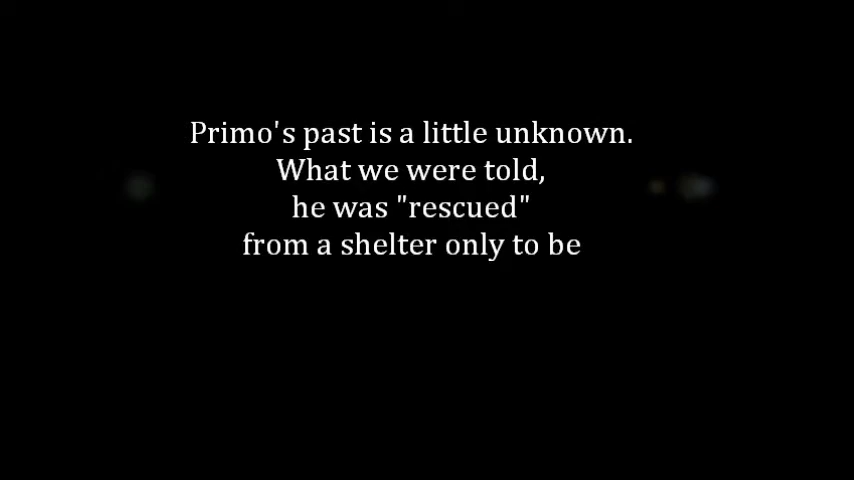 Primo's past is a little unknown.
What we were told,
he was "rescued"
from a shelter only to be